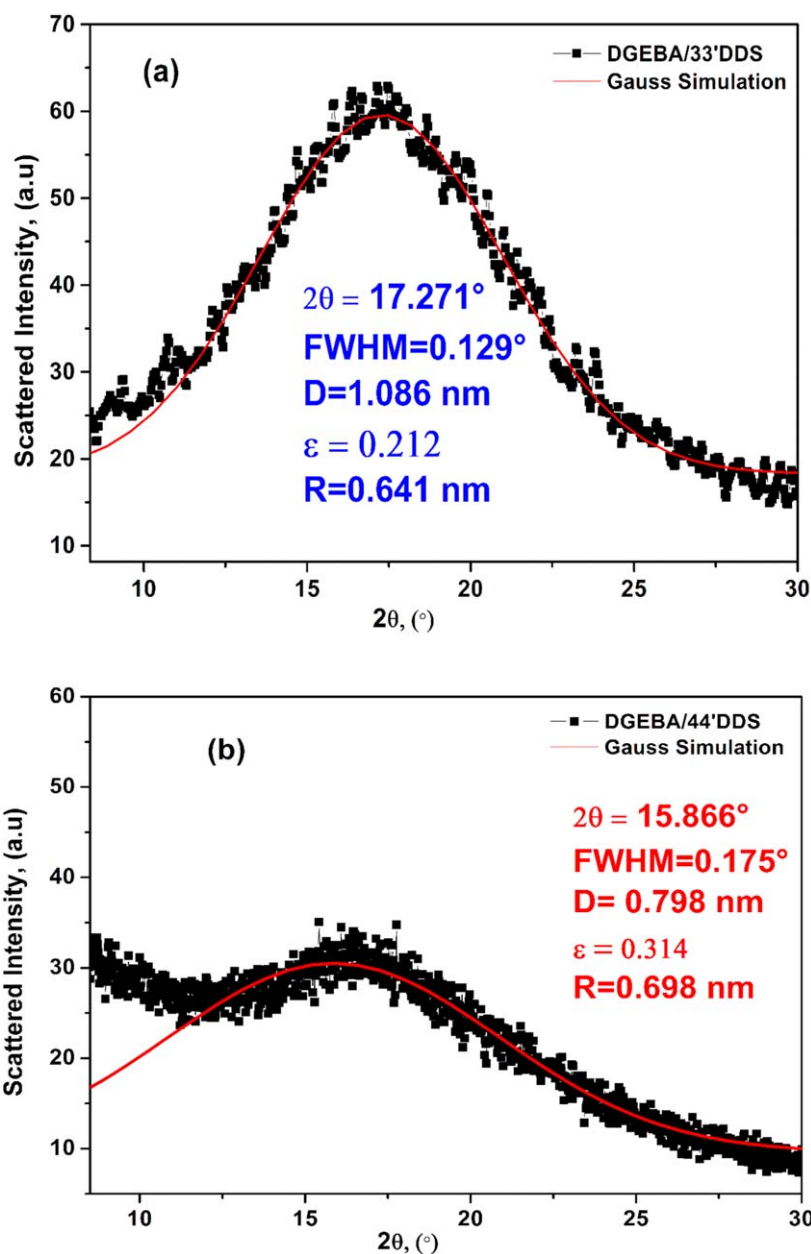 (a)
DGEBA/33'DDS
Gauss Simulation
70
60
50
40
30
20
10
Scattered Intensity, (a.u)
2θ = 17.271°
FWHM=0.129°
D=1.086 nm
ε = 0.212
R=0.641 nm
10 15 20 25 30
2θ, (°)
(b)
DGEBA/44'DDS
Gauss Simulation
60
50
40
30
20
10
Scattered Intensity, (a.u)
2θ = 15.866°
FWHM=0.175°
D= 0.798 nm
ε = 0.314
R=0.698 nm
10 15 20 25 30
2θ, (°)